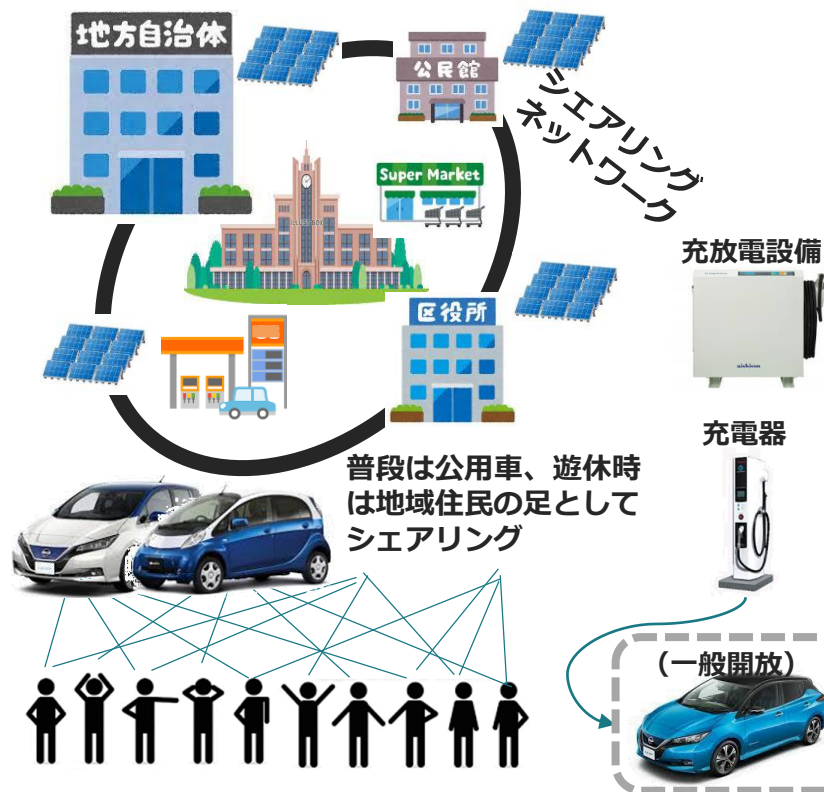 地方自治体
公民館
シェアリング
ネットワーク
Super Market
充放電設備
区役所
nichicon
充電器
普段は公用車、遊休時
は地域住民の足として
シェアリング
(一般開放)